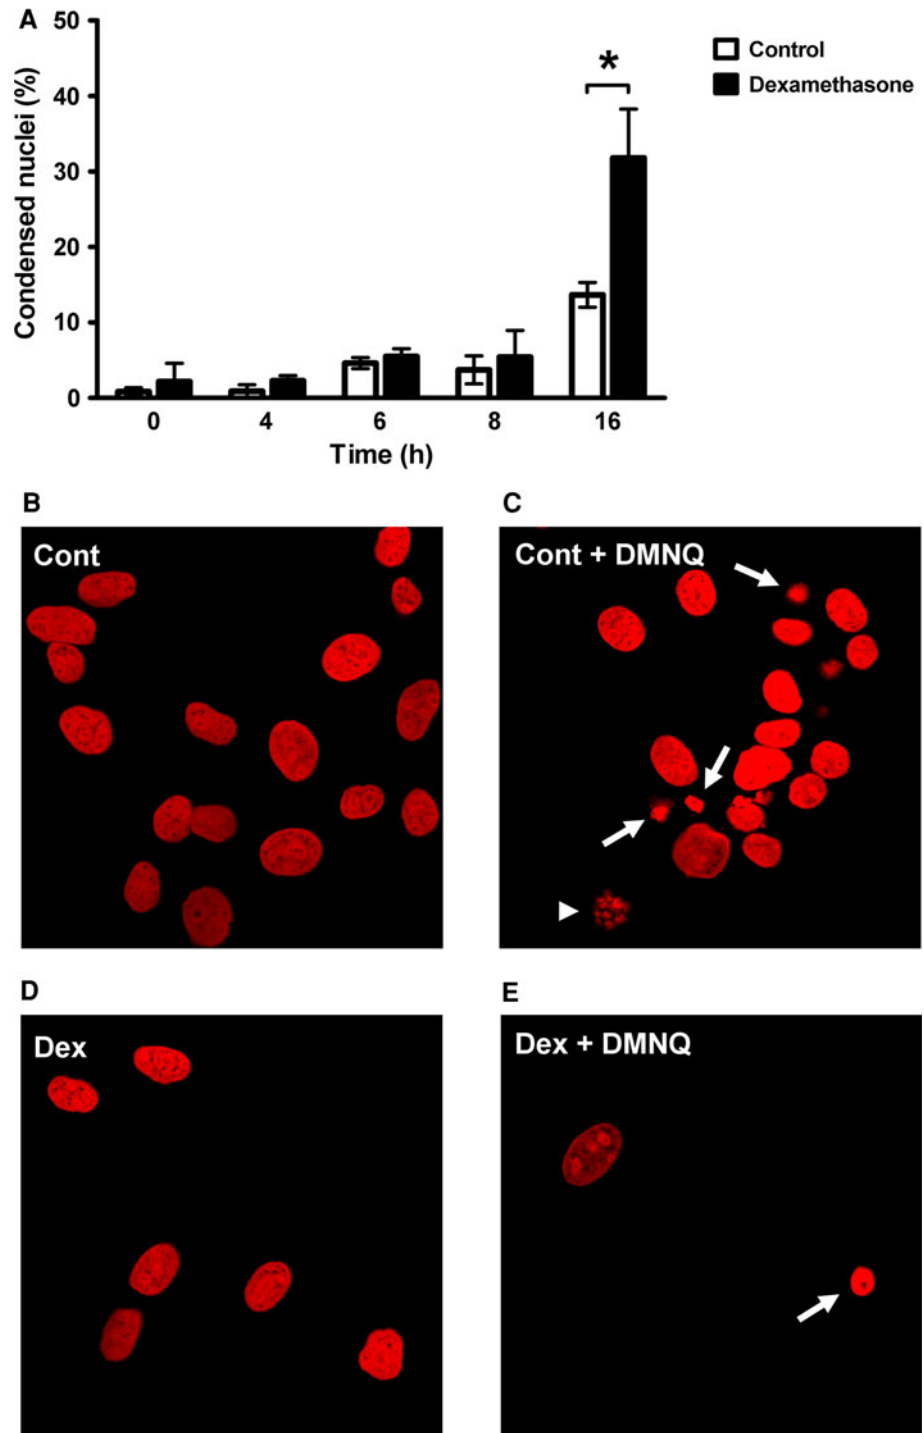 A
50
40
30
20
10
0
Condensed nuclei (%)
*
Control
Dexamethasone
0 4 6 8 16
Time (h)
B
Cont
C
Cont + DMNQ
D
Dex
E
Dex + DMNQ